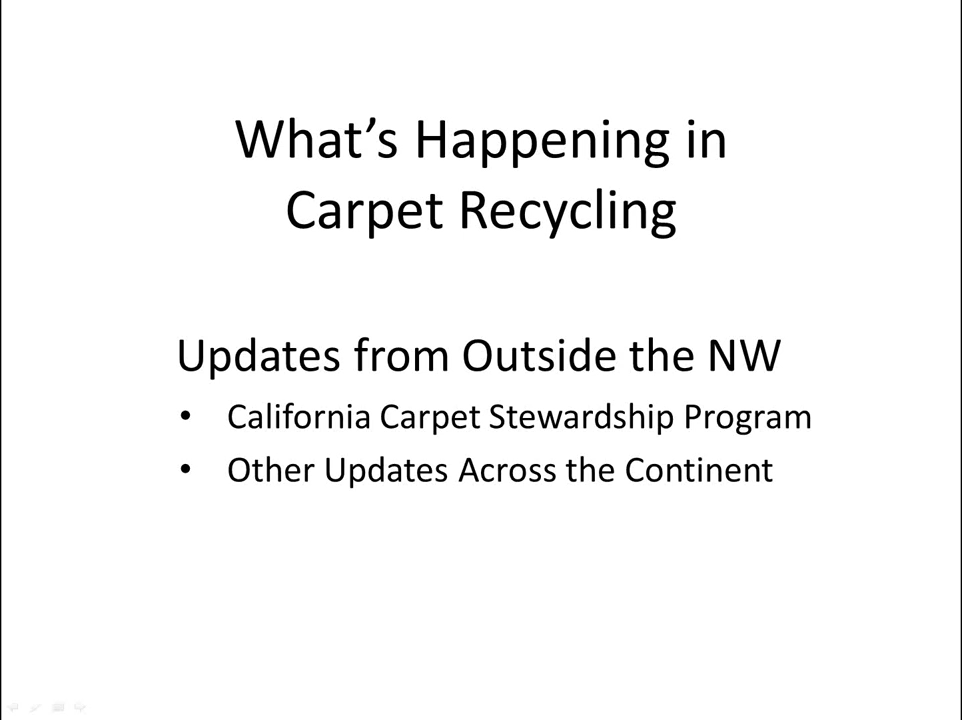 What’s Happening in
Carpet Recycling
Updates from Outside the NW
• California Carpet Stewardship Program
• Other Updates Across the Continent